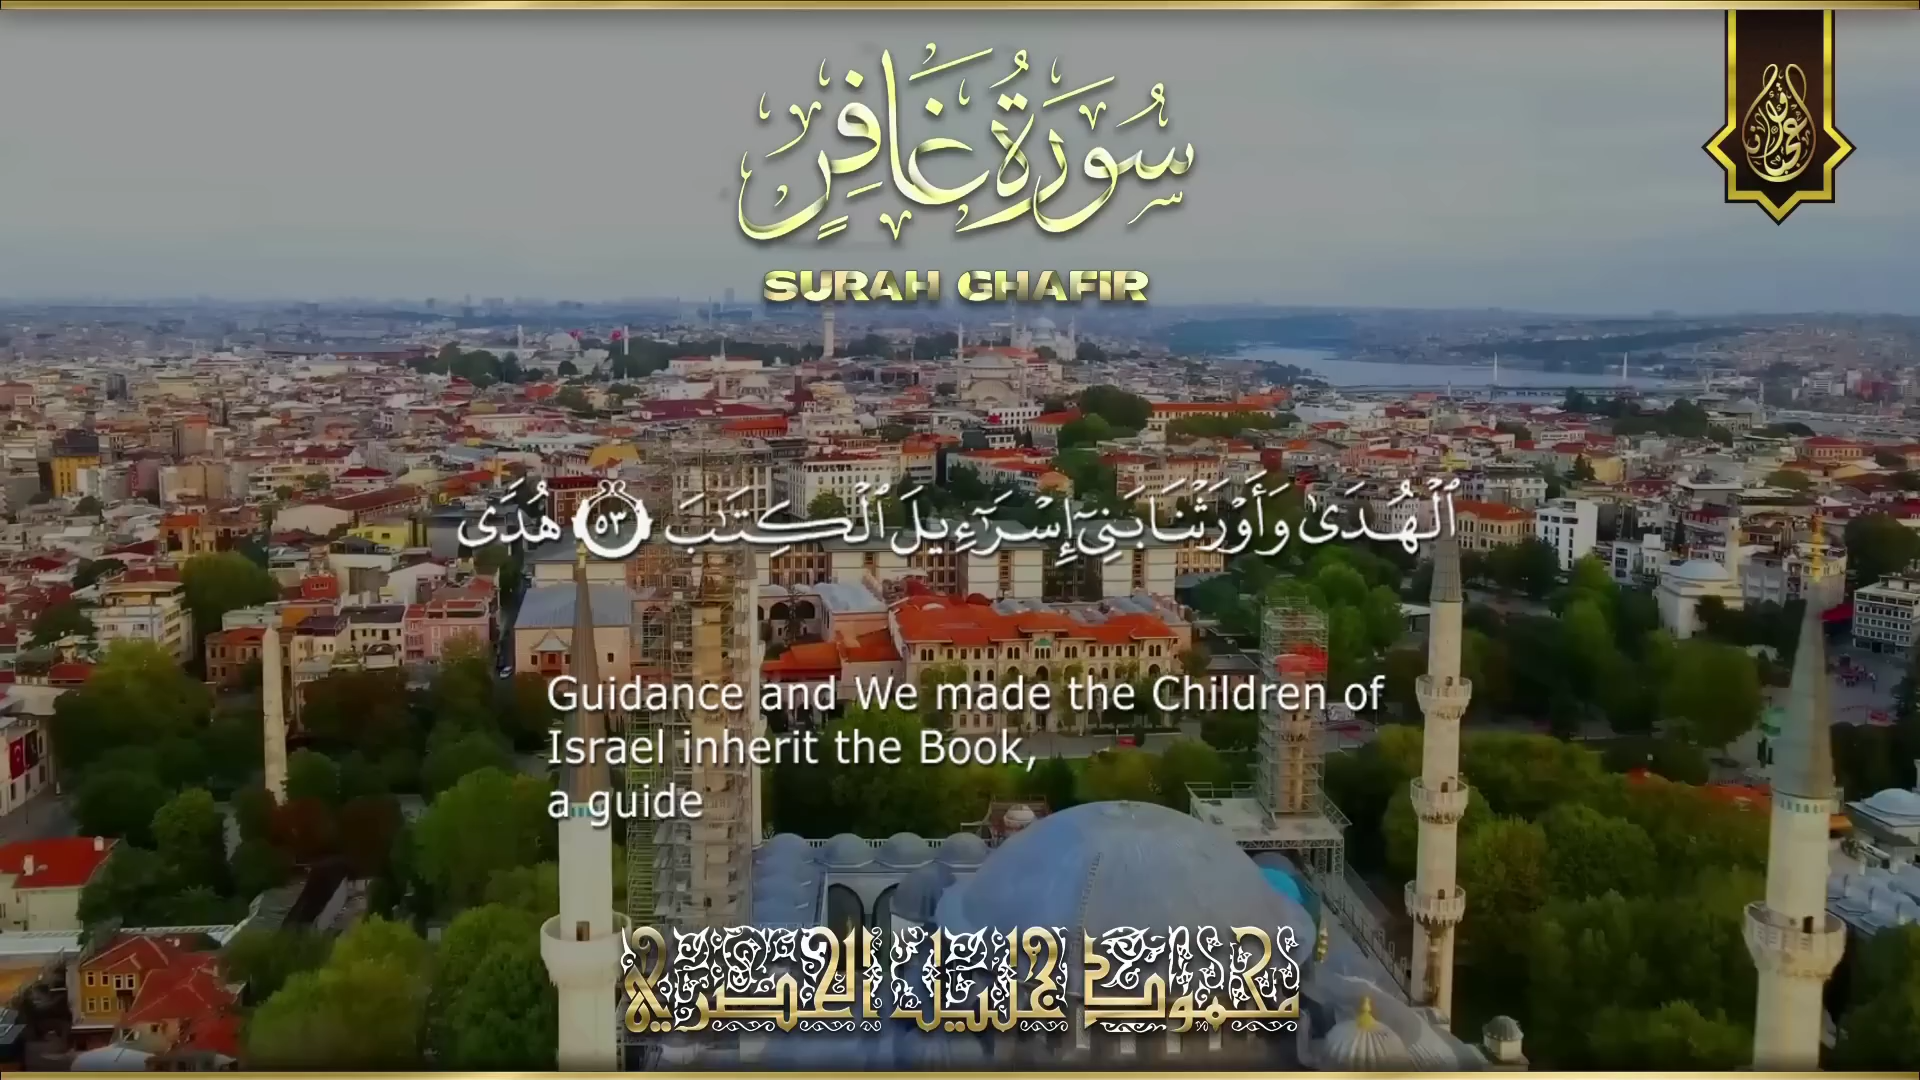 سُورَةُ غَافِرٍ
SURAH GHAFIR
ٱلْهُدَىٰ وَأَوْرَثْنَا بَنِىٓ إِسْرَٰٓءِيلَ ٱلْكِتَٰبَ ۝٥٣ هُدًى
Guidance and We made the Children of
Israel inherit the Book,
a guide
محمود خليل الحصري